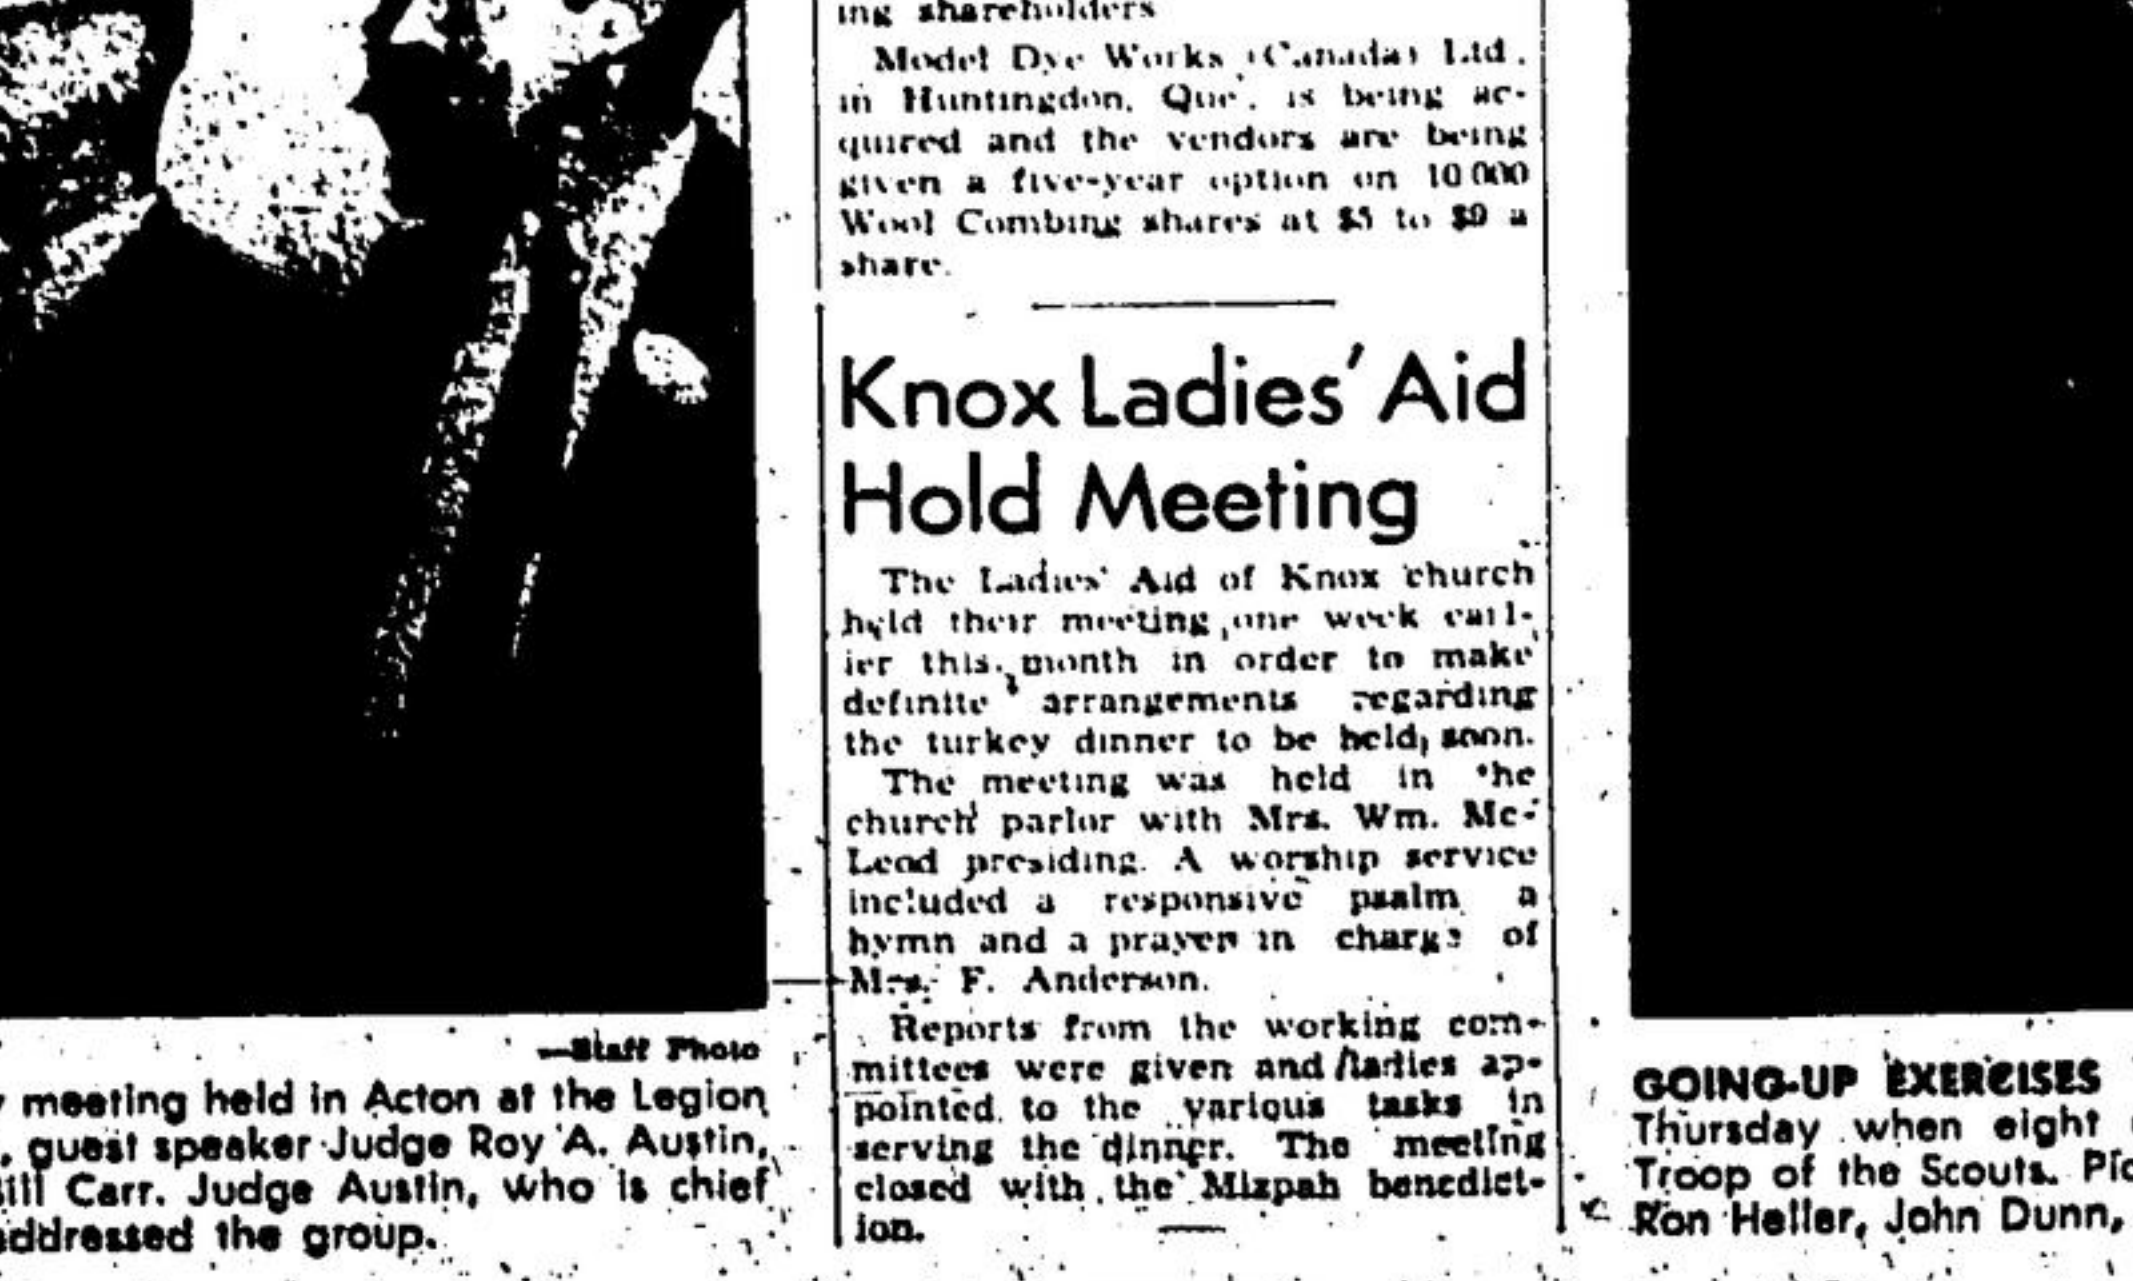 ing shareholders
Model Dye Works (Canada) Ltd.
in Huntingdon, Que., is being ac-
quired and the vendors are being
given a five-year option on 10 000
Wool Combing shares at $5 to $9 a
share.
Knox Ladies' Aid
Hold Meeting
The Ladies' Aid of Knox church
held their meeting one week earl-
ier this month in order to make
definite arrangements regarding
the turkey dinner to be held soon.
The meeting was held in the
church parlor with Mrs. Wm. Mc-
Leod presiding. A worship service
included a responsive psalm a
hymn and a prayer in charge of
Mrs. F. Anderson.
Reports from the working com-
mittees were given and ladies ap-
pointed to the various tasks in
serving the dinner. The meeting
closed with the Mizpah benedict-
ion.
—Staff Photo
meeting held in Acton at the Legion
, guest speaker Judge Roy A. Austin,
ill Carr. Judge Austin, who is chief
ddressed the group.
GOING-UP EXERCISES
Thursday when eight
Troop of the Scouts. Pic
Ron Heller, John Dunn,